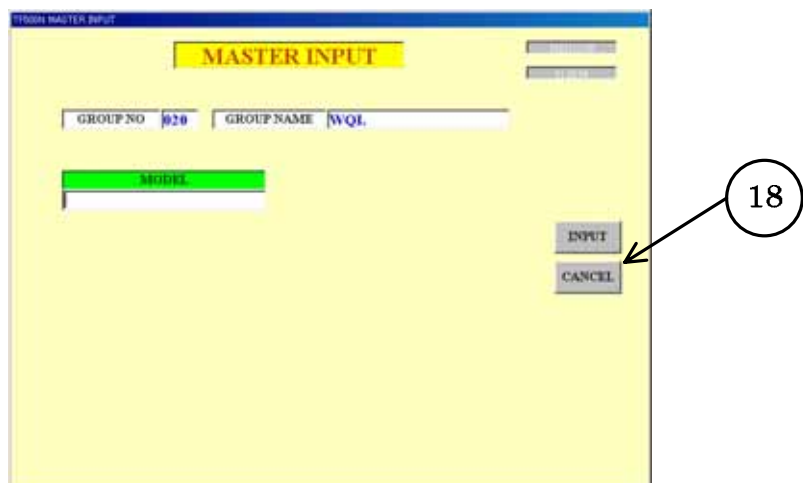 TF500N MASTER INPUT
MASTER INPUT
GROUP NO 020 GROUP NAME WQL
MODEL
INPUT
CANCEL
18